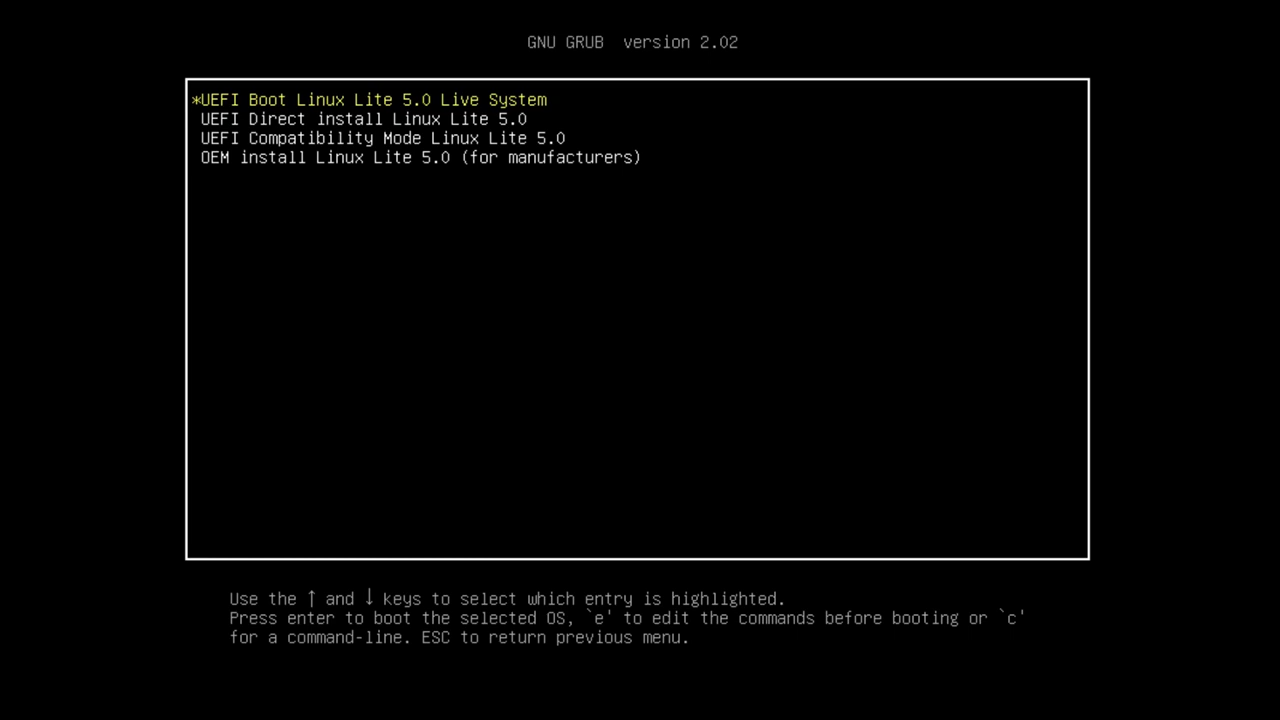 GNU GRUB  version 2.02
*UEFI Boot Linux Lite 5.0 Live System
UEFI Direct install Linux Lite 5.0
UEFI Compatibility Mode Linux Lite 5.0
OEM install Linux Lite 5.0 (for manufacturers)
Use the ↑ and ↓ keys to select which entry is highlighted.
Press enter to boot the selected OS, `e' to edit the commands before booting or `c'
for a command-line. ESC to return previous menu.